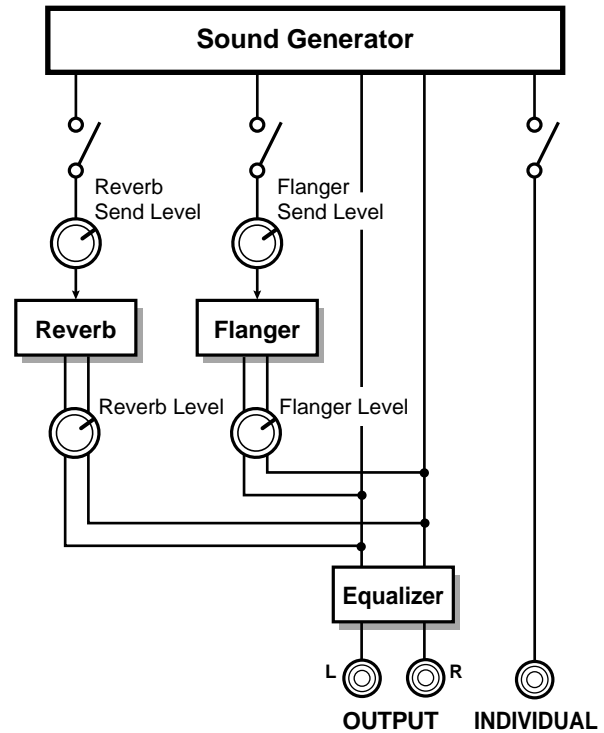 Sound Generator
Reverb
Send Level
Flanger
Send Level
Reverb
Flanger
Reverb Level
Flanger Level
Equalizer
L
R
OUTPUT
INDIVIDUAL